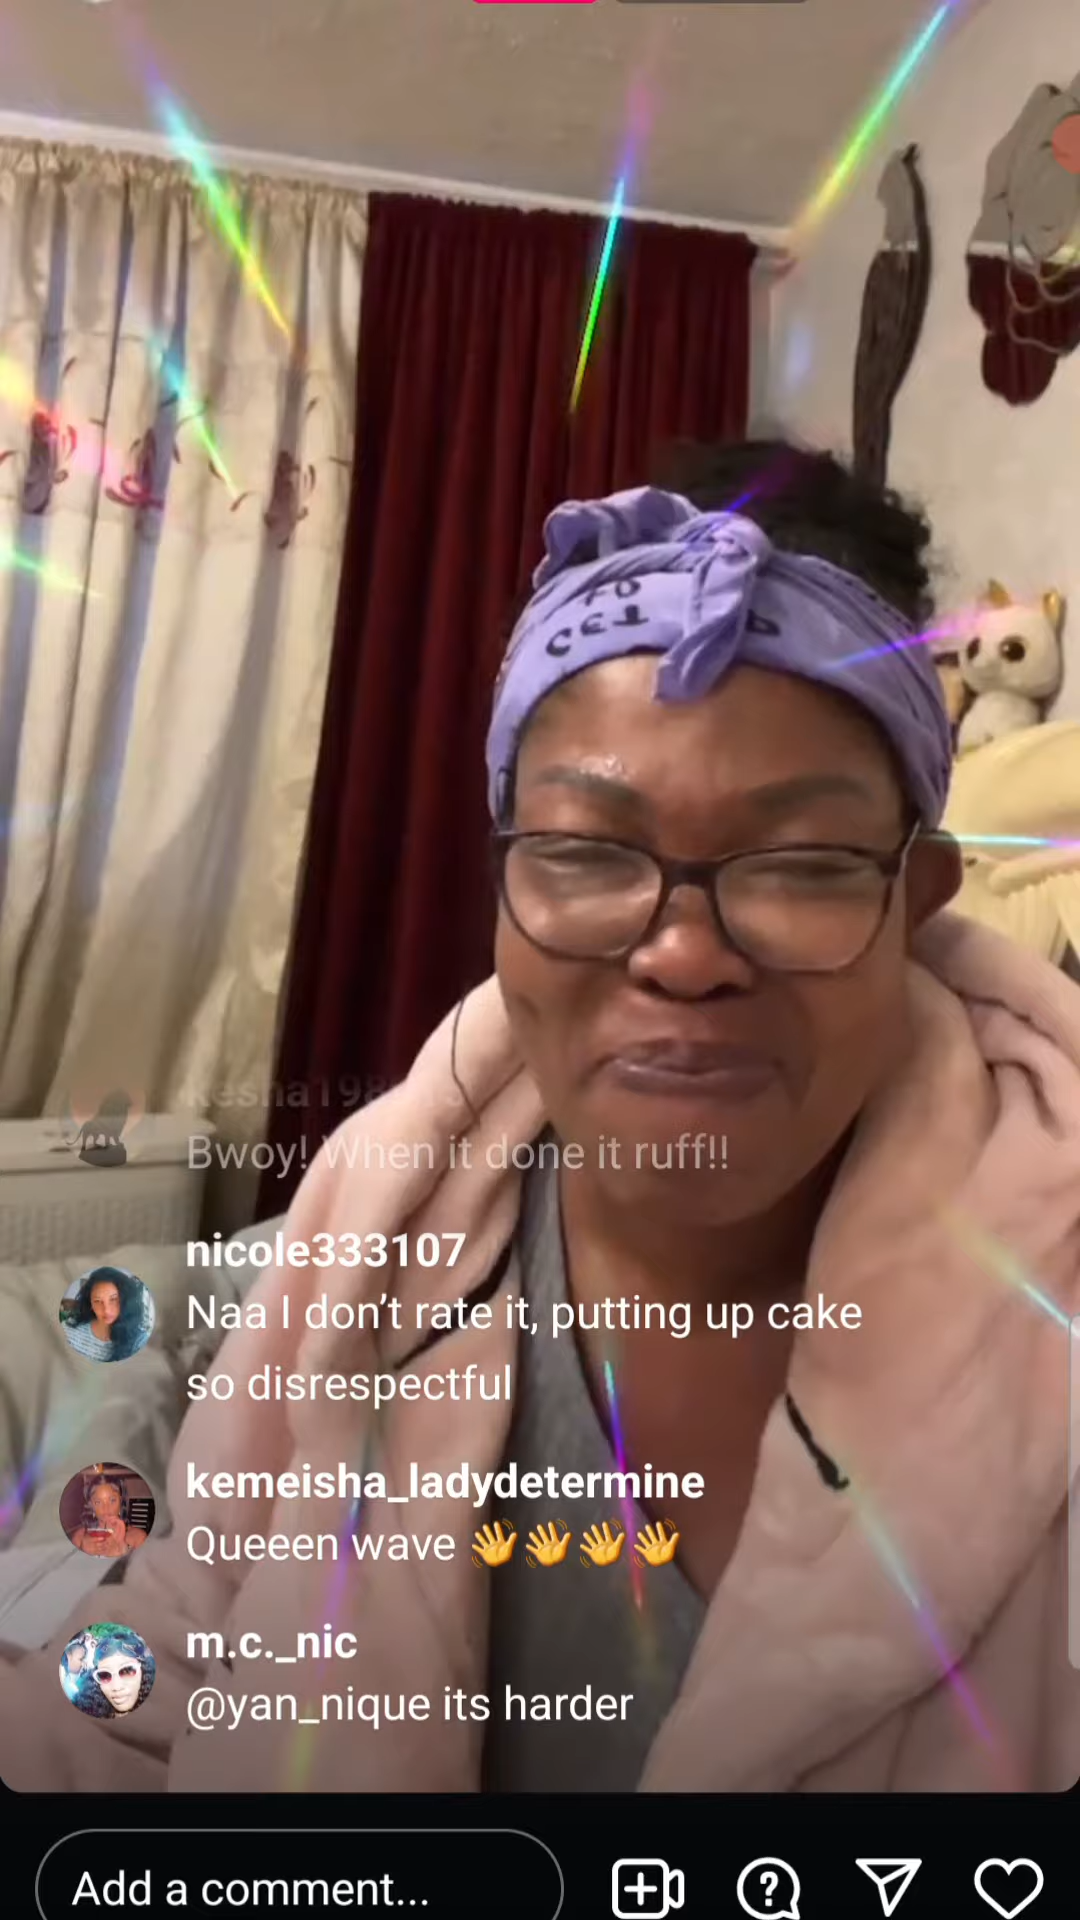 Bwoy! When it done it ruff!!
nicole333107
Naa I don't rate it, putting up cake
so disrespectful
kemeisha_ladydetermine
Queeen wave 👋👋👋👋
m.c._nic
@yan_nique its harder
Add a comment...